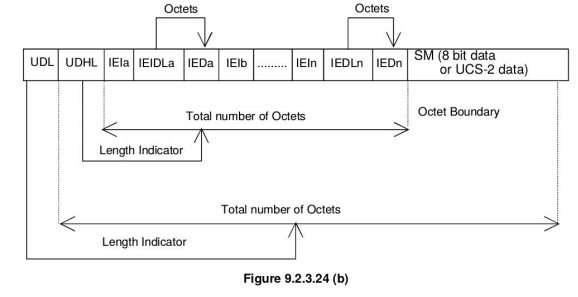 Octets Octets
UDL UDHL IEIa IEIDLa IEDa IEIb ......... IEIn IEDLn IEDn SM (8 bit data
or UCS-2 data)
Total number of Octets Octet Boundary
Length Indicator
Total number of Octets
Length Indicator
Figure 9.2.3.24 (b)